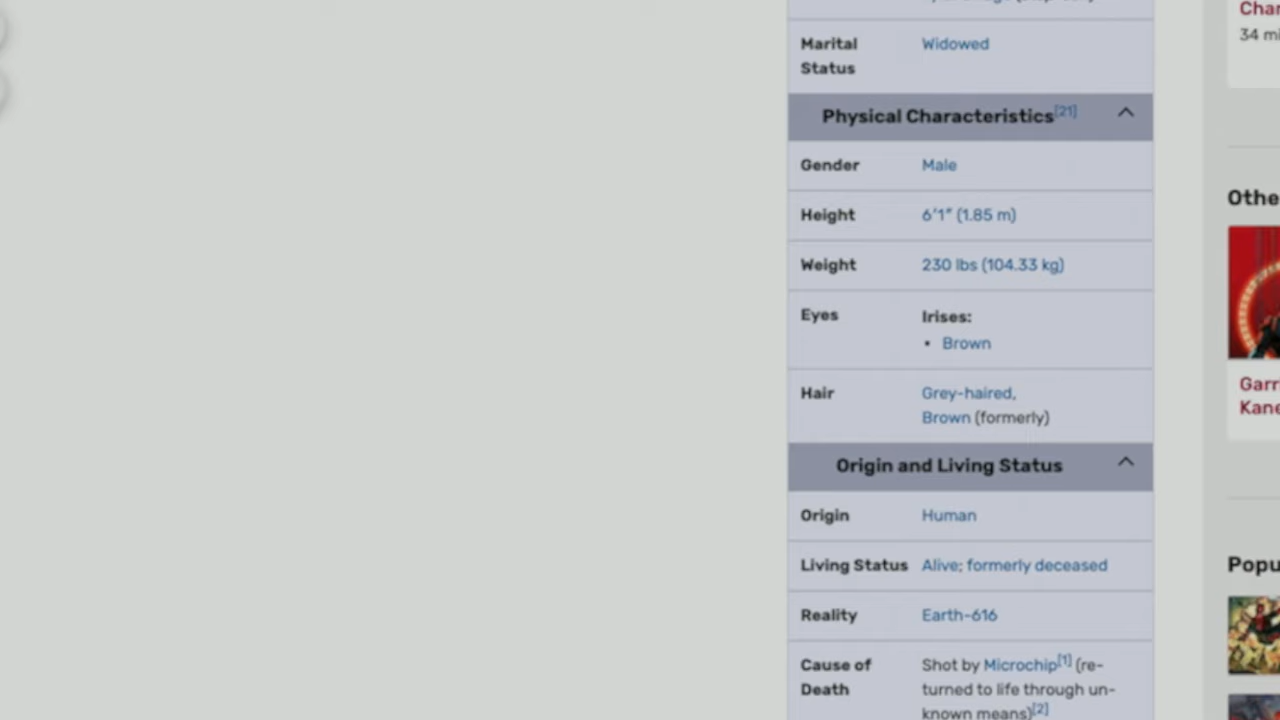 Marital
Status
Widowed
Physical Characteristics[21]
Gender
Male
Height
6'1" (1.85 m)
Weight
230 lbs (104.33 kg)
Eyes
Irises:
• Brown
Hair
Grey-haired,
Brown (formerly)
Origin and Living Status
Origin
Human
Living Status
Alive; formerly deceased
Reality
Earth-616
Cause of
Death
Shot by Microchip[1] (re-
turned to life through un-
known means)[2]
Char
34 mi
Othe
Garr
Kane
Popu